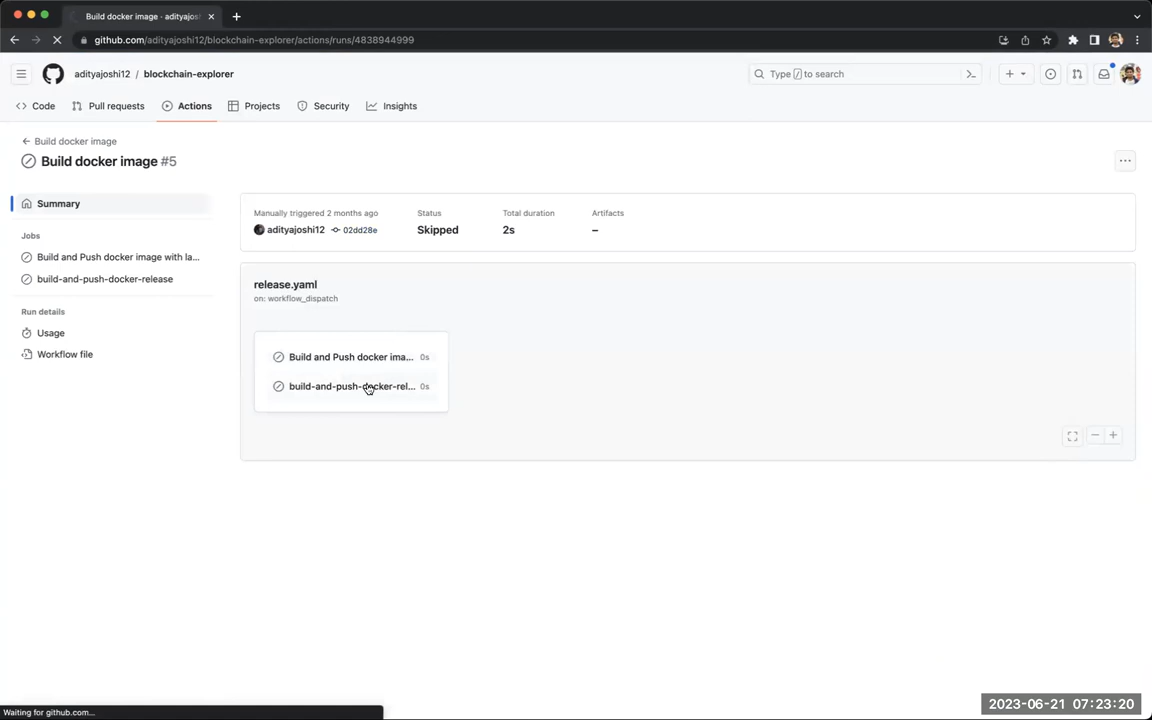 Build docker image · adityajosl
github.com/adityajoshi12/blockchain-explorer/actions/runs/4838944999
adityajoshi12 / blockchain-explorer
Type / to search
Code
Pull requests
Actions
Projects
Security
Insights
Build docker image
Build docker image #5
Summary
Jobs
Build and Push docker image with la...
build-and-push-docker-release
Run details
Usage
Workflow file
Manually triggered 2 months ago
adityajoshi12 02dd28e
Status
Skipped
Total duration
2s
Artifacts
–
release.yaml
on: workflow_dispatch
Build and Push docker ima... 0s
build-and-push-docker-rel... 0s
Waiting for github.com...
2023-06-21 07:23:20